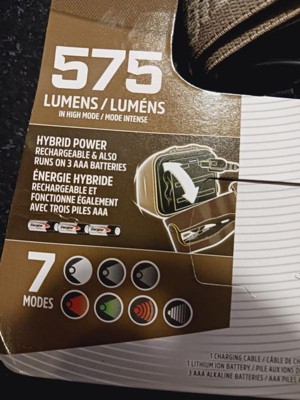 575
LUMENS / LUMÉNS
IN HIGH MODE / MODE INTENSE
HYBRID POWER
RECHARGEABLE & ALSO
RUNS ON 3 AAA BATTERIES
ÉNERGIE HYBRIDE
RECHARGEABLE ET
FONCTIONNE ÉGALEMENT
AVEC TROIS PILES AAA
7
MODES
1 CHARGING CABLE / CÂBLE DE
1 LITHIUM ION BATTERY / PILE AUX IONS
3 AAA ALKALINE BATTERIES / AAA PILES